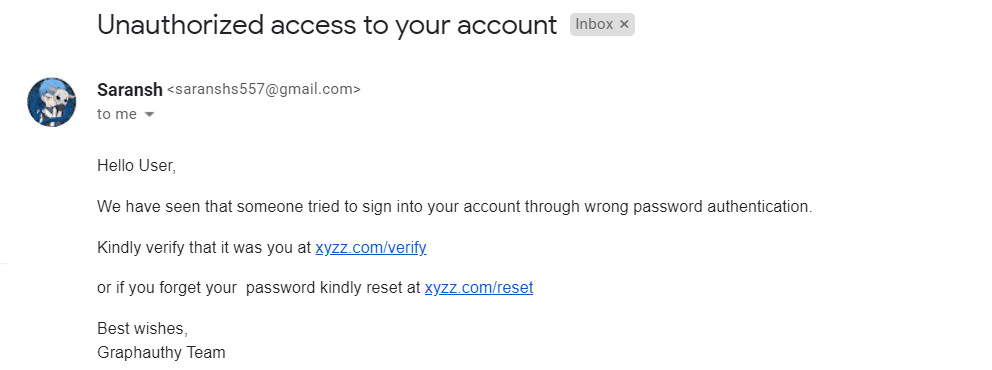 Unauthorized access to your account Inbox ×
Saransh <saranshs557@gmail.com>
to me
Hello User,
We have seen that someone tried to sign into your account through wrong password authentication.
Kindly verify that it was you at xyzz.com/verify
or if you forget your  password kindly reset at xyzz.com/reset
Best wishes,
Graphauthy Team